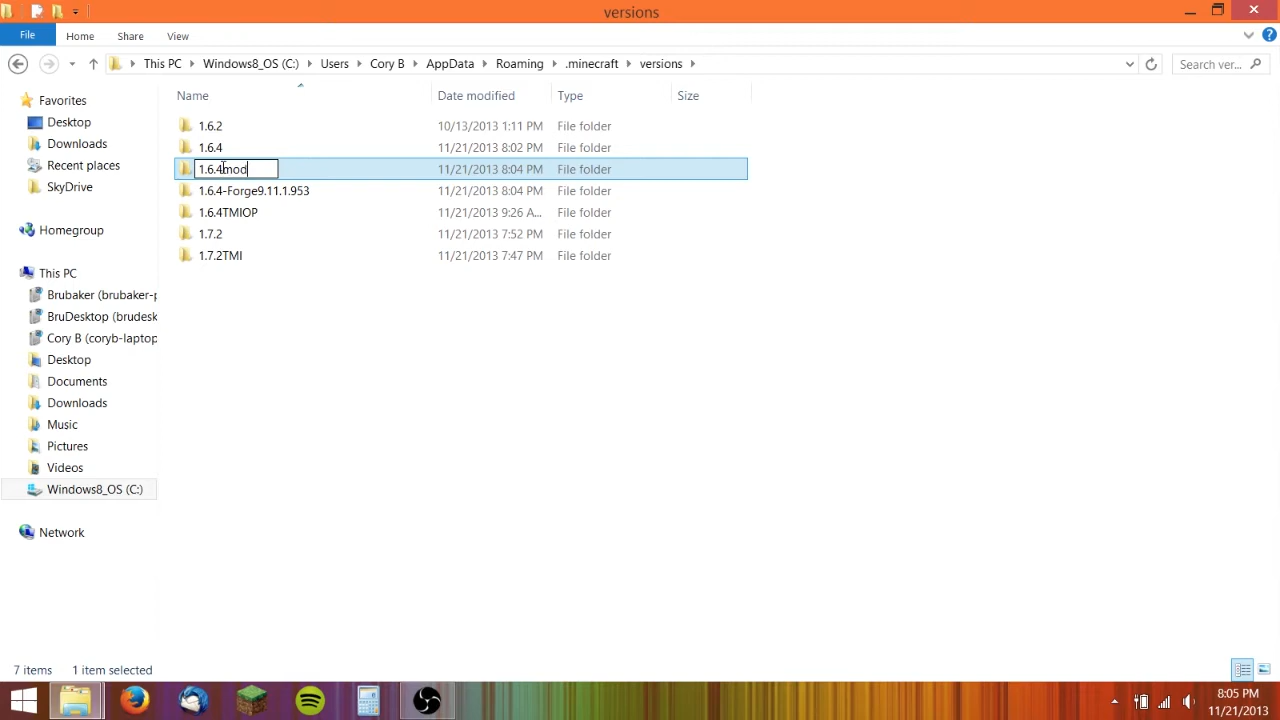 versions
File Home Share View
This PC Windows8_OS (C:) Users Cory B AppData Roaming .minecraft versions Search ver...
Name Date modified Type Size
Favorites
Desktop
Downloads
Recent places
SkyDrive
Homegroup
This PC
Brubaker (brubaker-p
BruDesktop (brudesk
Cory B (coryb-laptop
Desktop
Documents
Downloads
Music
Pictures
Videos
Windows8_OS (C:)
Network
1.6.2 10/13/2013 1:11 PM File folder
1.6.4 11/21/2013 8:02 PM File folder
1.6.4mod 11/21/2013 8:04 PM File folder
1.6.4-Forge9.11.1.953 11/21/2013 8:04 PM File folder
1.6.4TMIOP 11/21/2013 9:26 A... File folder
1.7.2 11/21/2013 7:52 PM File folder
1.7.2TMI 11/21/2013 7:47 PM File folder
7 items 1 item selected
8:05 PM
11/21/2013